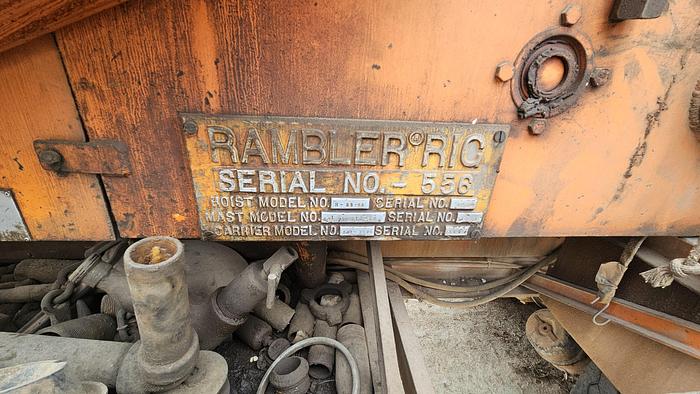 RAMBLER RIG
SERIAL NO.- 556
HOIST MODEL NO. SERIAL NO.
MAST MODEL NO. SERIAL NO.
CARRIER MODEL NO. SERIAL NO.